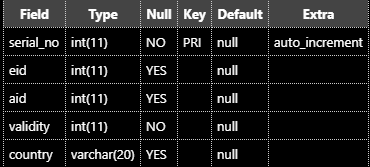 Field Type Null Key Default Extra
serial_no int(11) NO PRI null auto_increment
eid int(11) YES null
aid int(11) YES null
validity int(11) NO null
country varchar(20) YES null